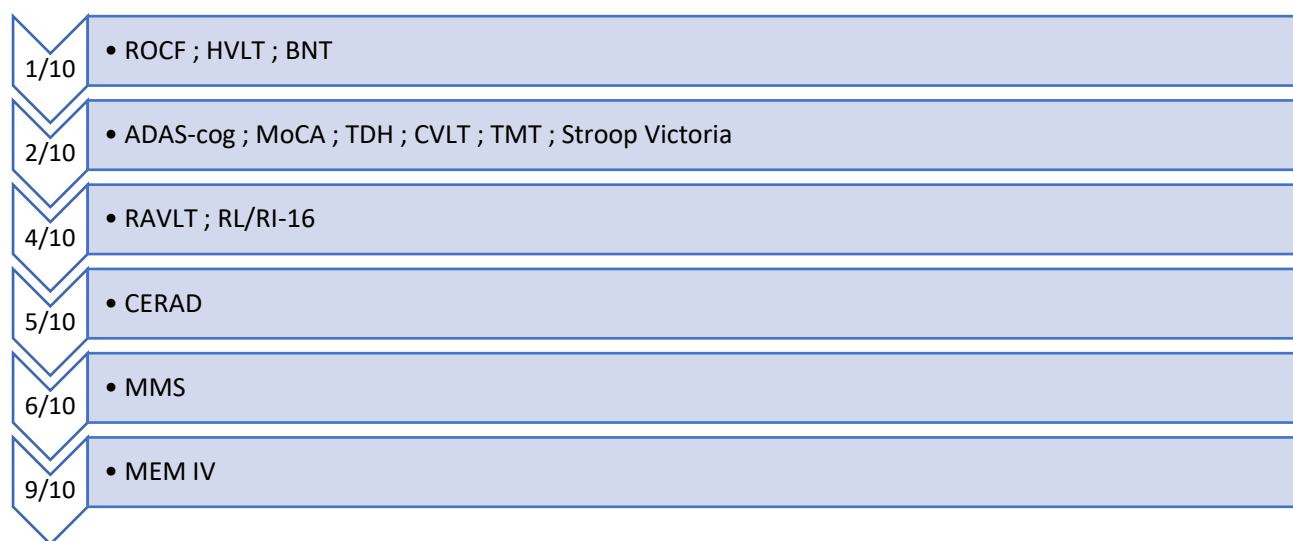 1/10
• ROCF ; HVLT ; BNT
2/10
• ADAS-cog ; MoCA ; TDH ; CVLT ; TMT ; Stroop Victoria
4/10
• RAVLT ; RL/RI-16
5/10
• CERAD
6/10
• MMS
9/10
• MEM IV